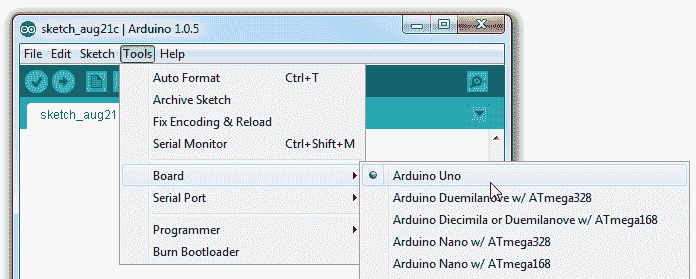 sketch_aug21c | Arduino 1.0.5
File Edit Sketch Tools Help
Auto Format Ctrl+T
sketch_aug21
Archive Sketch
Fix Encoding & Reload
Serial Monitor Ctrl+Shift+M
Board
Arduino Uno
Serial Port
Arduino Duemilanove w/ ATmega328
Arduino Diecimila or Duemilanove w/ ATmega168
Programmer
Arduino Nano w/ ATmega328
Burn Bootloader
Arduino Nano w/ ATmega168